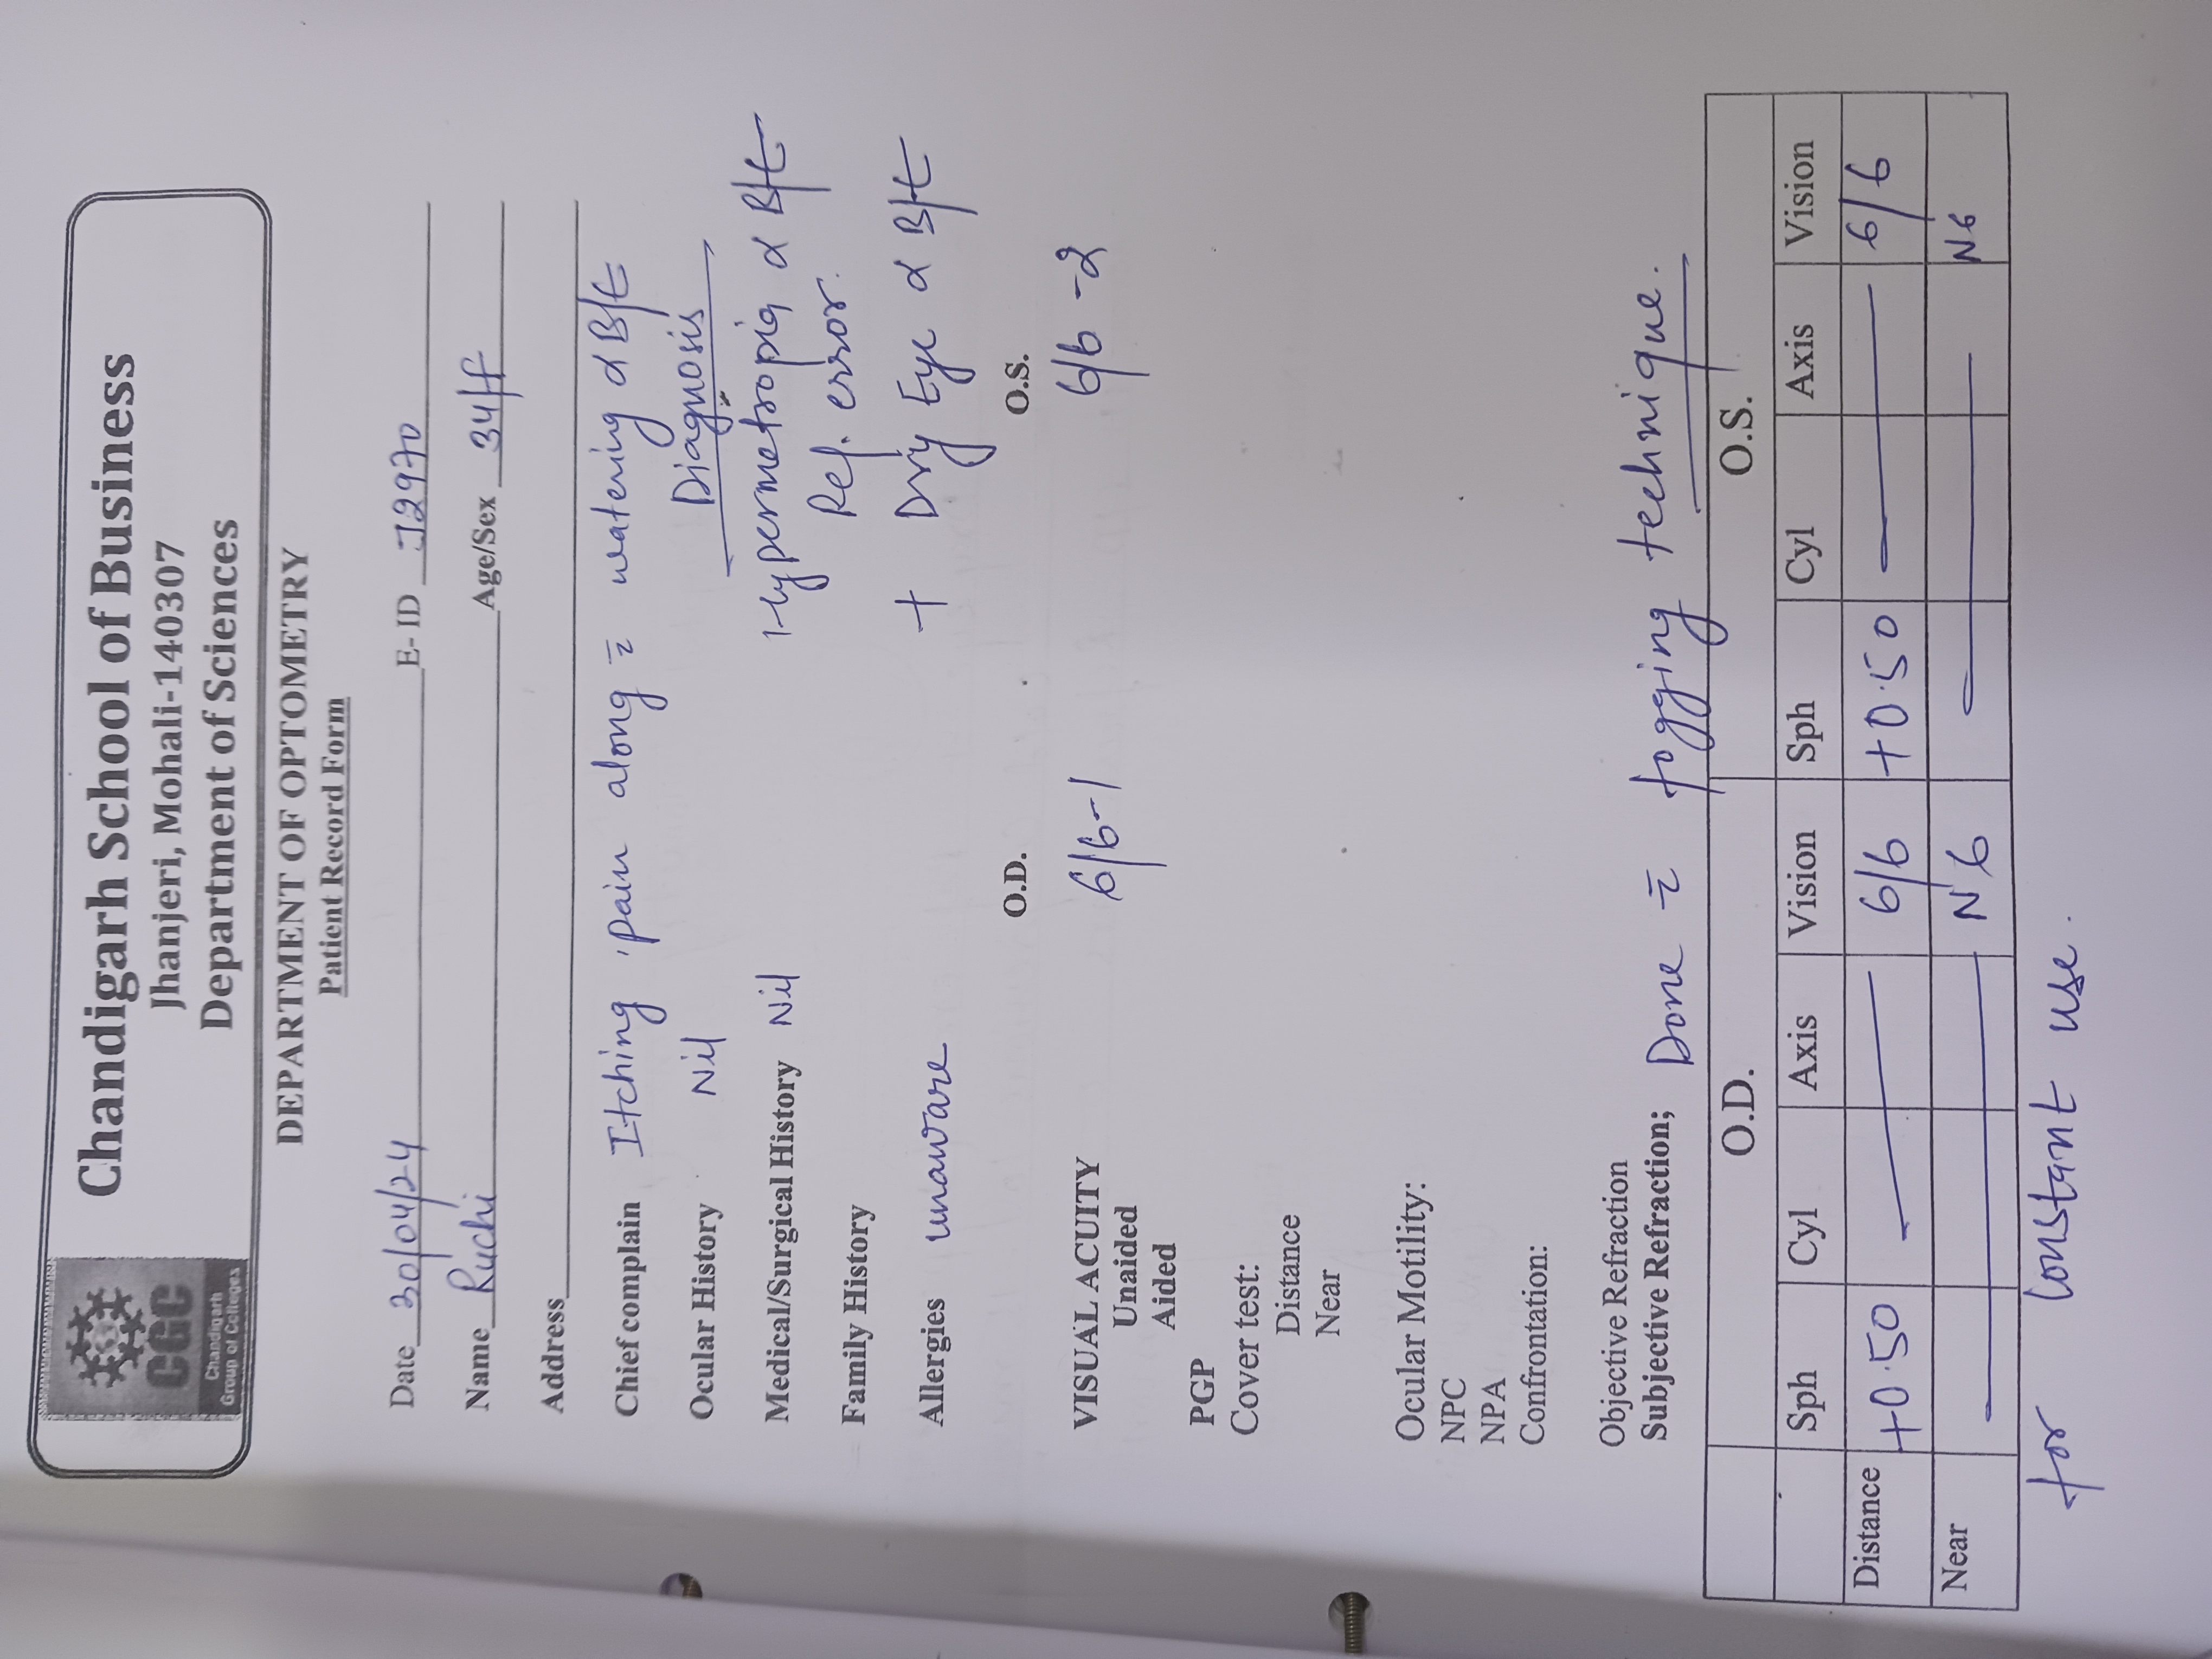 CGC
Chandigarh
Group of Colleges
Chandigarh School of Business
Jhanjeri, Mohali-140307
Department of Sciences
DEPARTMENT OF OPTOMETRY
Patient Record Form
Date 30/04/24 E- ID J2970
Name Ruchi Age/Sex 34/F
Address
Chief complain Itching, pain along c̄ watering α B/E
Ocular History Nil Diagnosis
Medical/Surgical History Nil Hypermetropia α B/E
Ref. error.
Family History
Allergies unaware + Dry Eye α B/E
O.D. O.S.
VISUAL ACUITY 6/6-1 6/6 -2
Unaided
Aided
PGP
Cover test:
Distance
Near
Ocular Motility:
NPC
NPA
Confrontation:
Objective Refraction
Subjective Refraction; Done c̄ fogging technique.
O.D. O.S.
Sph Cyl Axis Vision Sph Cyl Axis Vision
Distance +0.50 — 6/6 +0.50 — 6/6
Near — N6 — N6
for constant use.